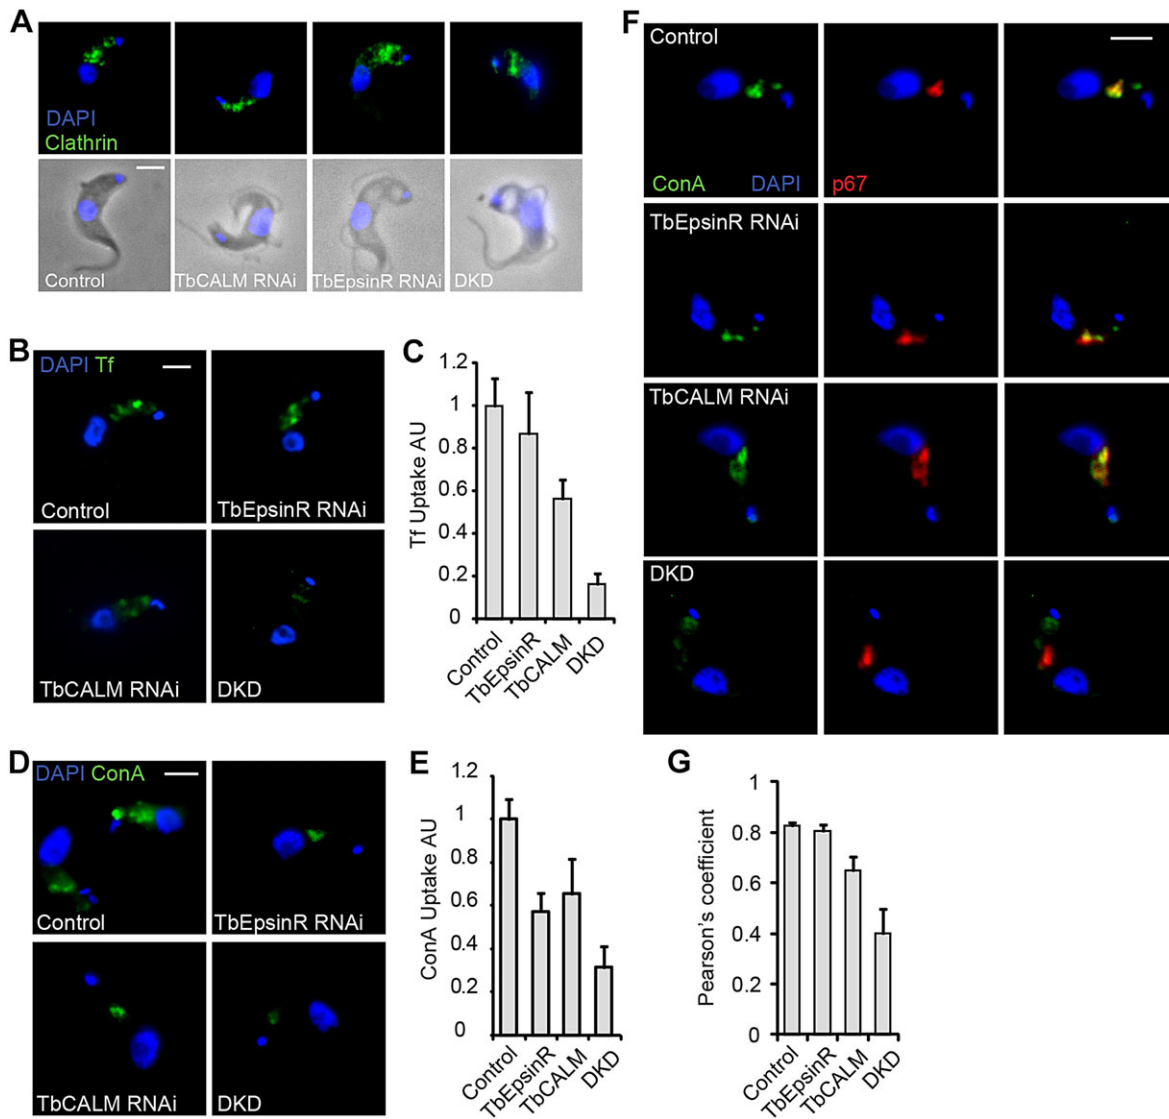 A
DAPI
Clathrin
Control
TbCALM RNAi
TbEpsinR RNAi
DKD
B
DAPI Tf
Control
TbEpsinR RNAi
TbCALM RNAi
DKD
C
1.2
1
0.8
0.6
0.4
0.2
0
Tf Uptake AU
Control
TbEpsinR
TbCALM
DKD
D
DAPI ConA
Control
TbEpsinR RNAi
TbCALM RNAi
DKD
E
1.2
1
0.8
0.6
0.4
0.2
0
ConA Uptake AU
Control
TbEpsinR
TbCALM
DKD
F
Control
ConA DAPI p67
TbEpsinR RNAi
TbCALM RNAi
DKD
G
1
0.8
0.6
0.4
0.2
0
Pearson's coefficient
Control
TbEpsinR
TbCALM
DKD